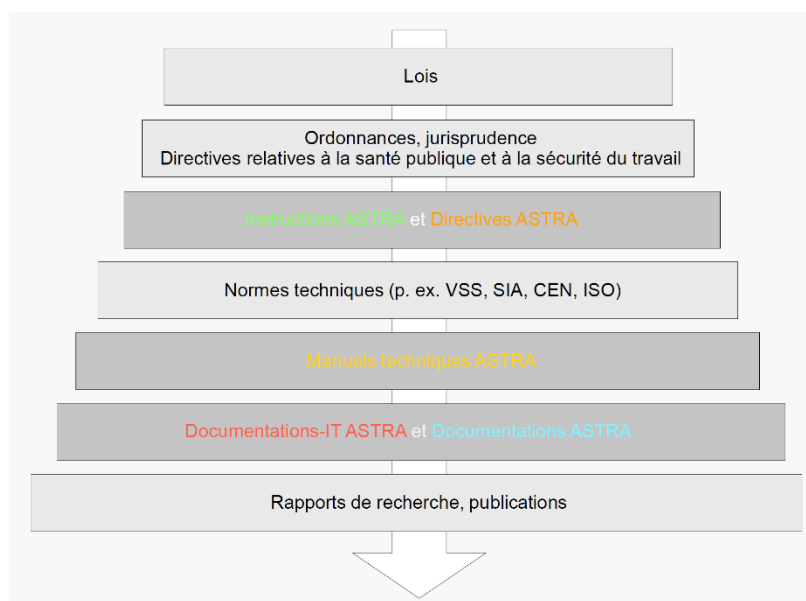 Lois
Ordonnances, jurisprudence
Directives relatives à la santé publique et à la sécurité du travail
Instructions ASTRA et Directives ASTRA
Normes techniques (p. ex. VSS, SIA, CEN, ISO)
Manuels techniques ASTRA
Documentations-IT ASTRA et Documentations ASTRA
Rapports de recherche, publications